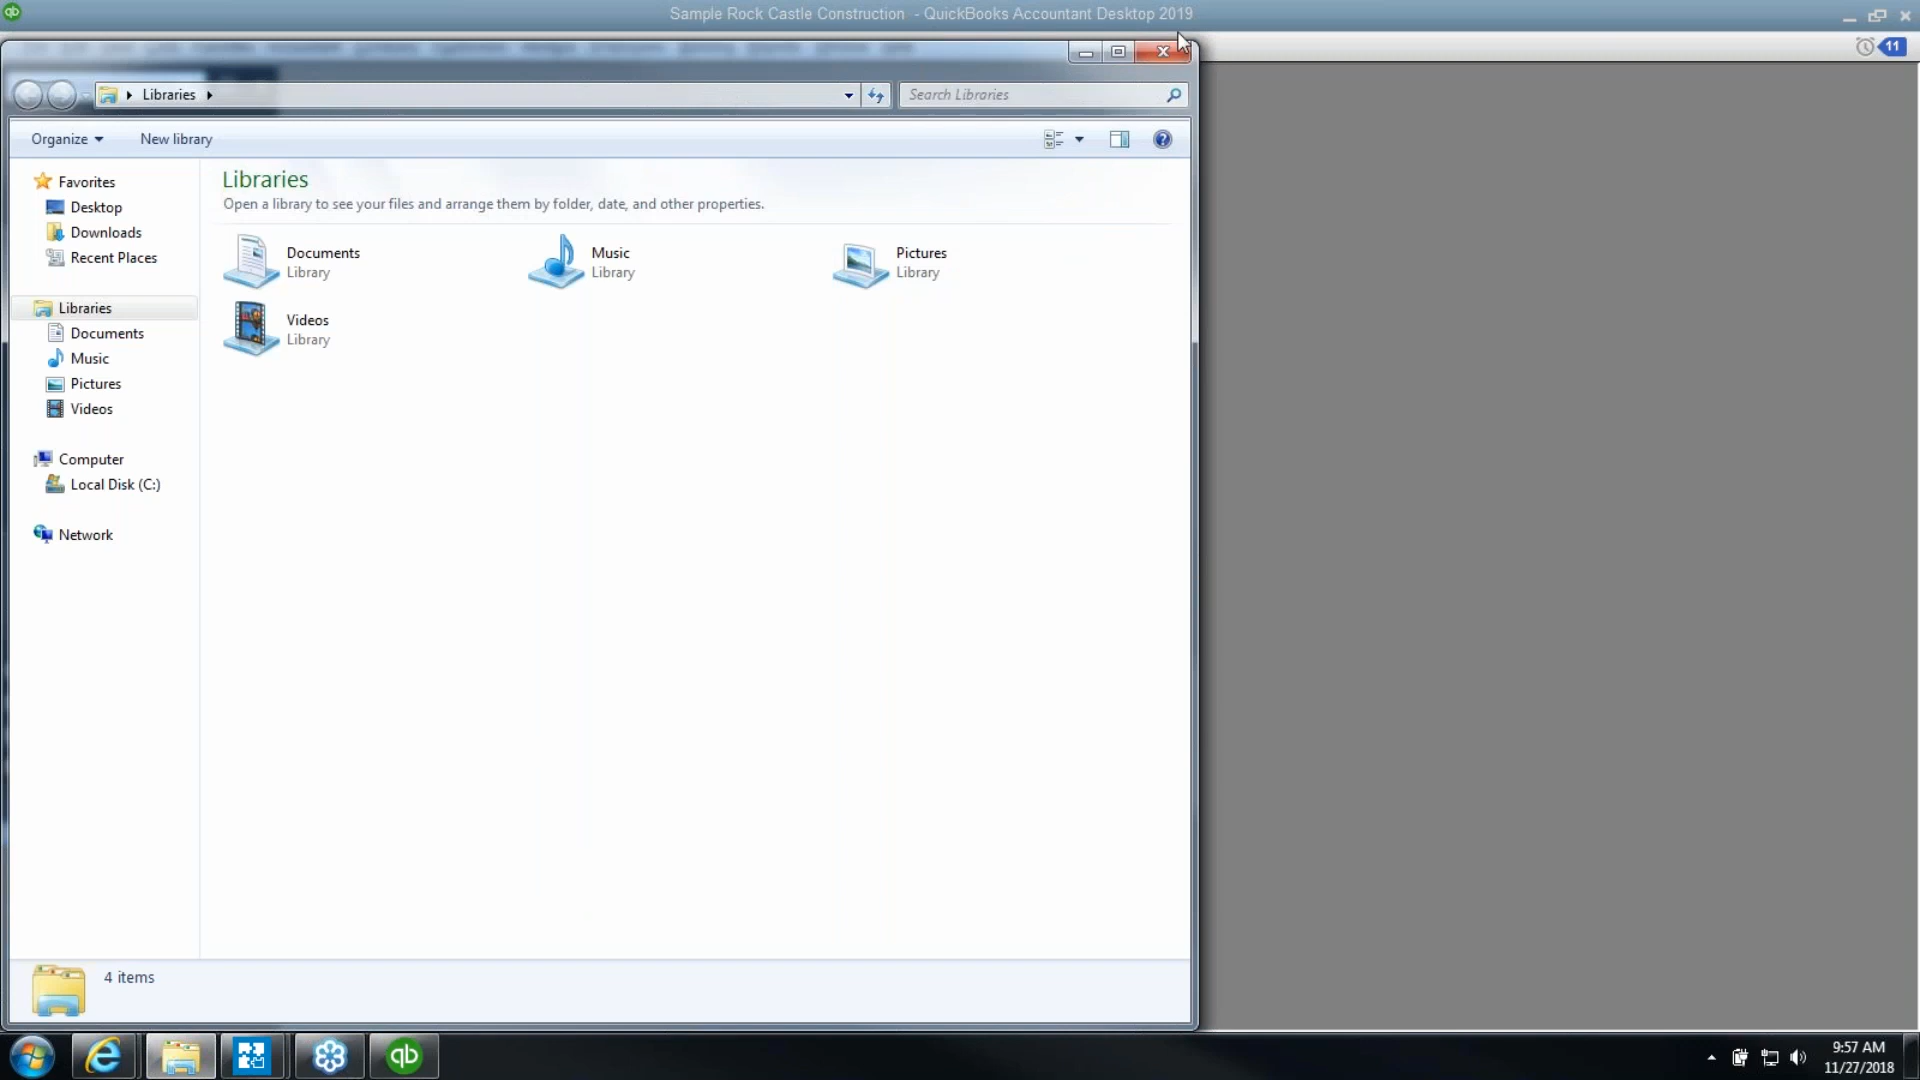 Sample Rock Castle Construction - QuickBooks Accountant Desktop 2019
11
Libraries
Search Libraries
Organize
New library
Favorites
Desktop
Downloads
Recent Places
Libraries
Documents
Music
Pictures
Videos
Computer
Local Disk (C:)
Network
Libraries
Open a library to see your files and arrange them by folder, date, and other properties.
Documents
Library
Music
Library
Pictures
Library
Videos
Library
4 items
qb
9:57 AM
11/27/2018